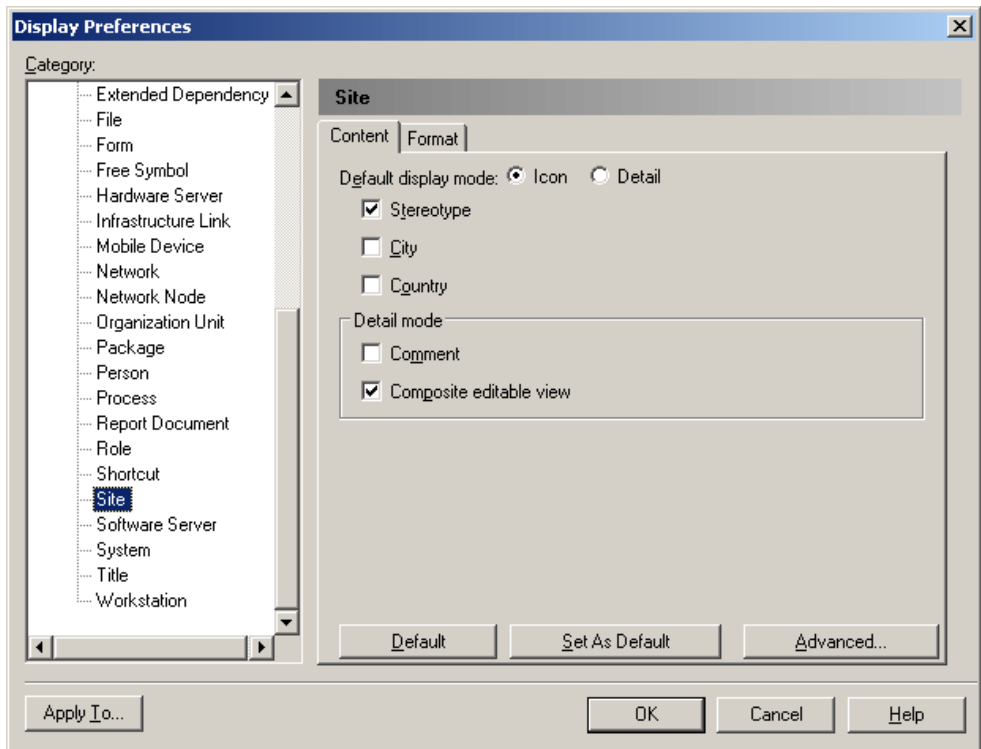 Display Preferences
Category:
Extended Dependency
File
Form
Free Symbol
Hardware Server
Infrastructure Link
Mobile Device
Network
Network Node
Organization Unit
Package
Person
Process
Report Document
Role
Shortcut
Site
Software Server
System
Title
Workstation
Site
Content Format
Default display mode: Icon Detail
Stereotype
City
Country
Detail mode
Comment
Composite editable view
Default Set As Default Advanced...
Apply To... OK Cancel Help